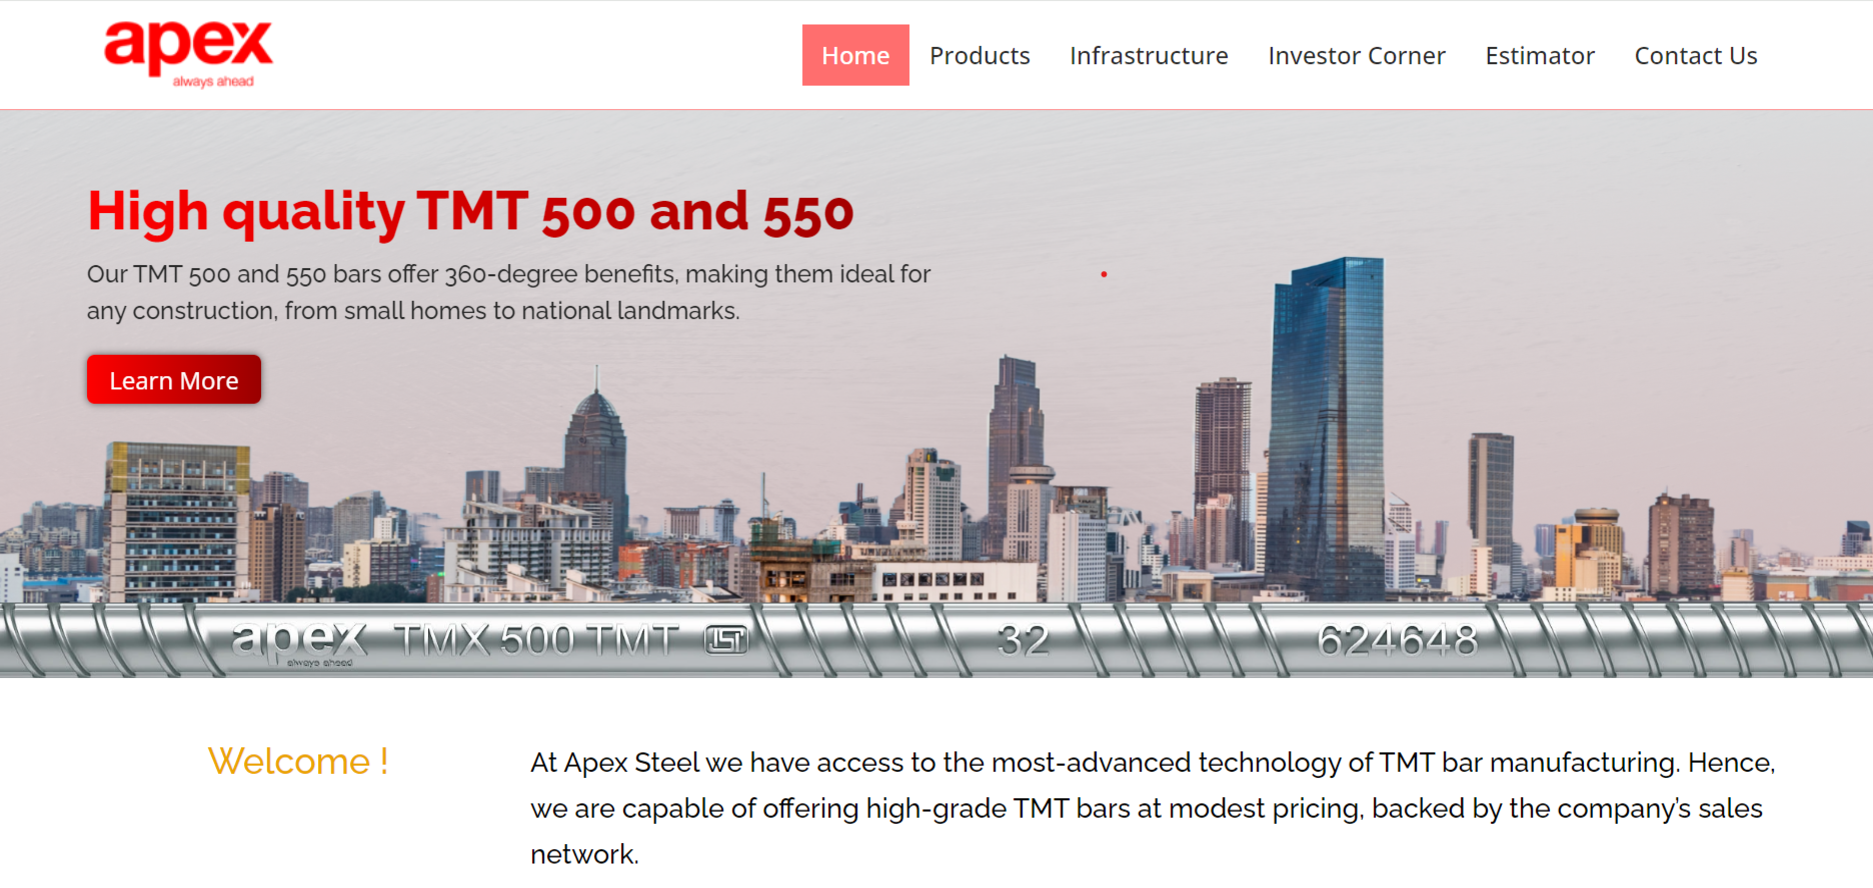 apex
always ahead
Home Products Infrastructure Investor Corner Estimator Contact Us
High quality TMT 500 and 550
Our TMT 500 and 550 bars offer 360-degree benefits, making them ideal for
any construction, from small homes to national landmarks.
Learn More
apex TMX 500 TMT ISI 32 624648
always ahead
Welcome !
At Apex Steel we have access to the most-advanced technology of TMT bar manufacturing. Hence,
we are capable of offering high-grade TMT bars at modest pricing, backed by the company's sales
network.